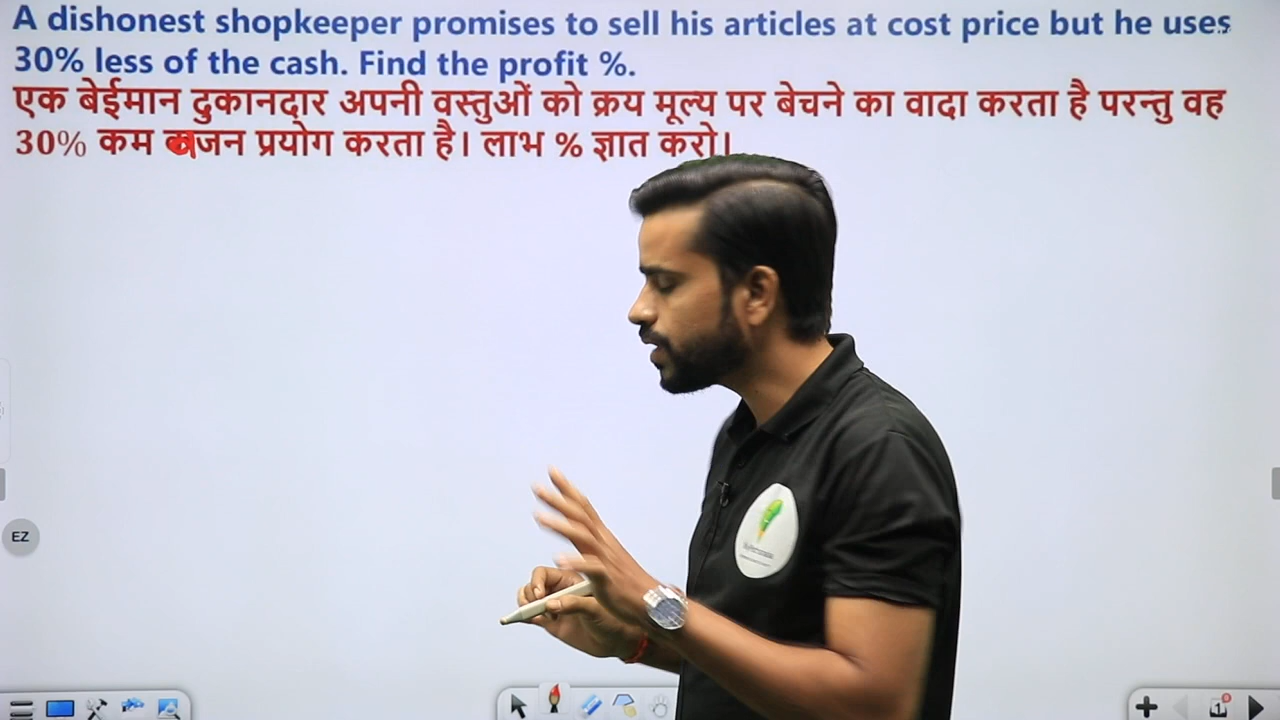 A dishonest shopkeeper promises to sell his articles at cost price but he uses
30% less of the cash. Find the profit %.
एक बेईमान दुकानदार अपनी वस्तुओं को क्रय मूल्य पर बेचने का वादा करता है परन्तु वह
30% कम वजन प्रयोग करता है। लाभ % ज्ञात करो।
EZ
1